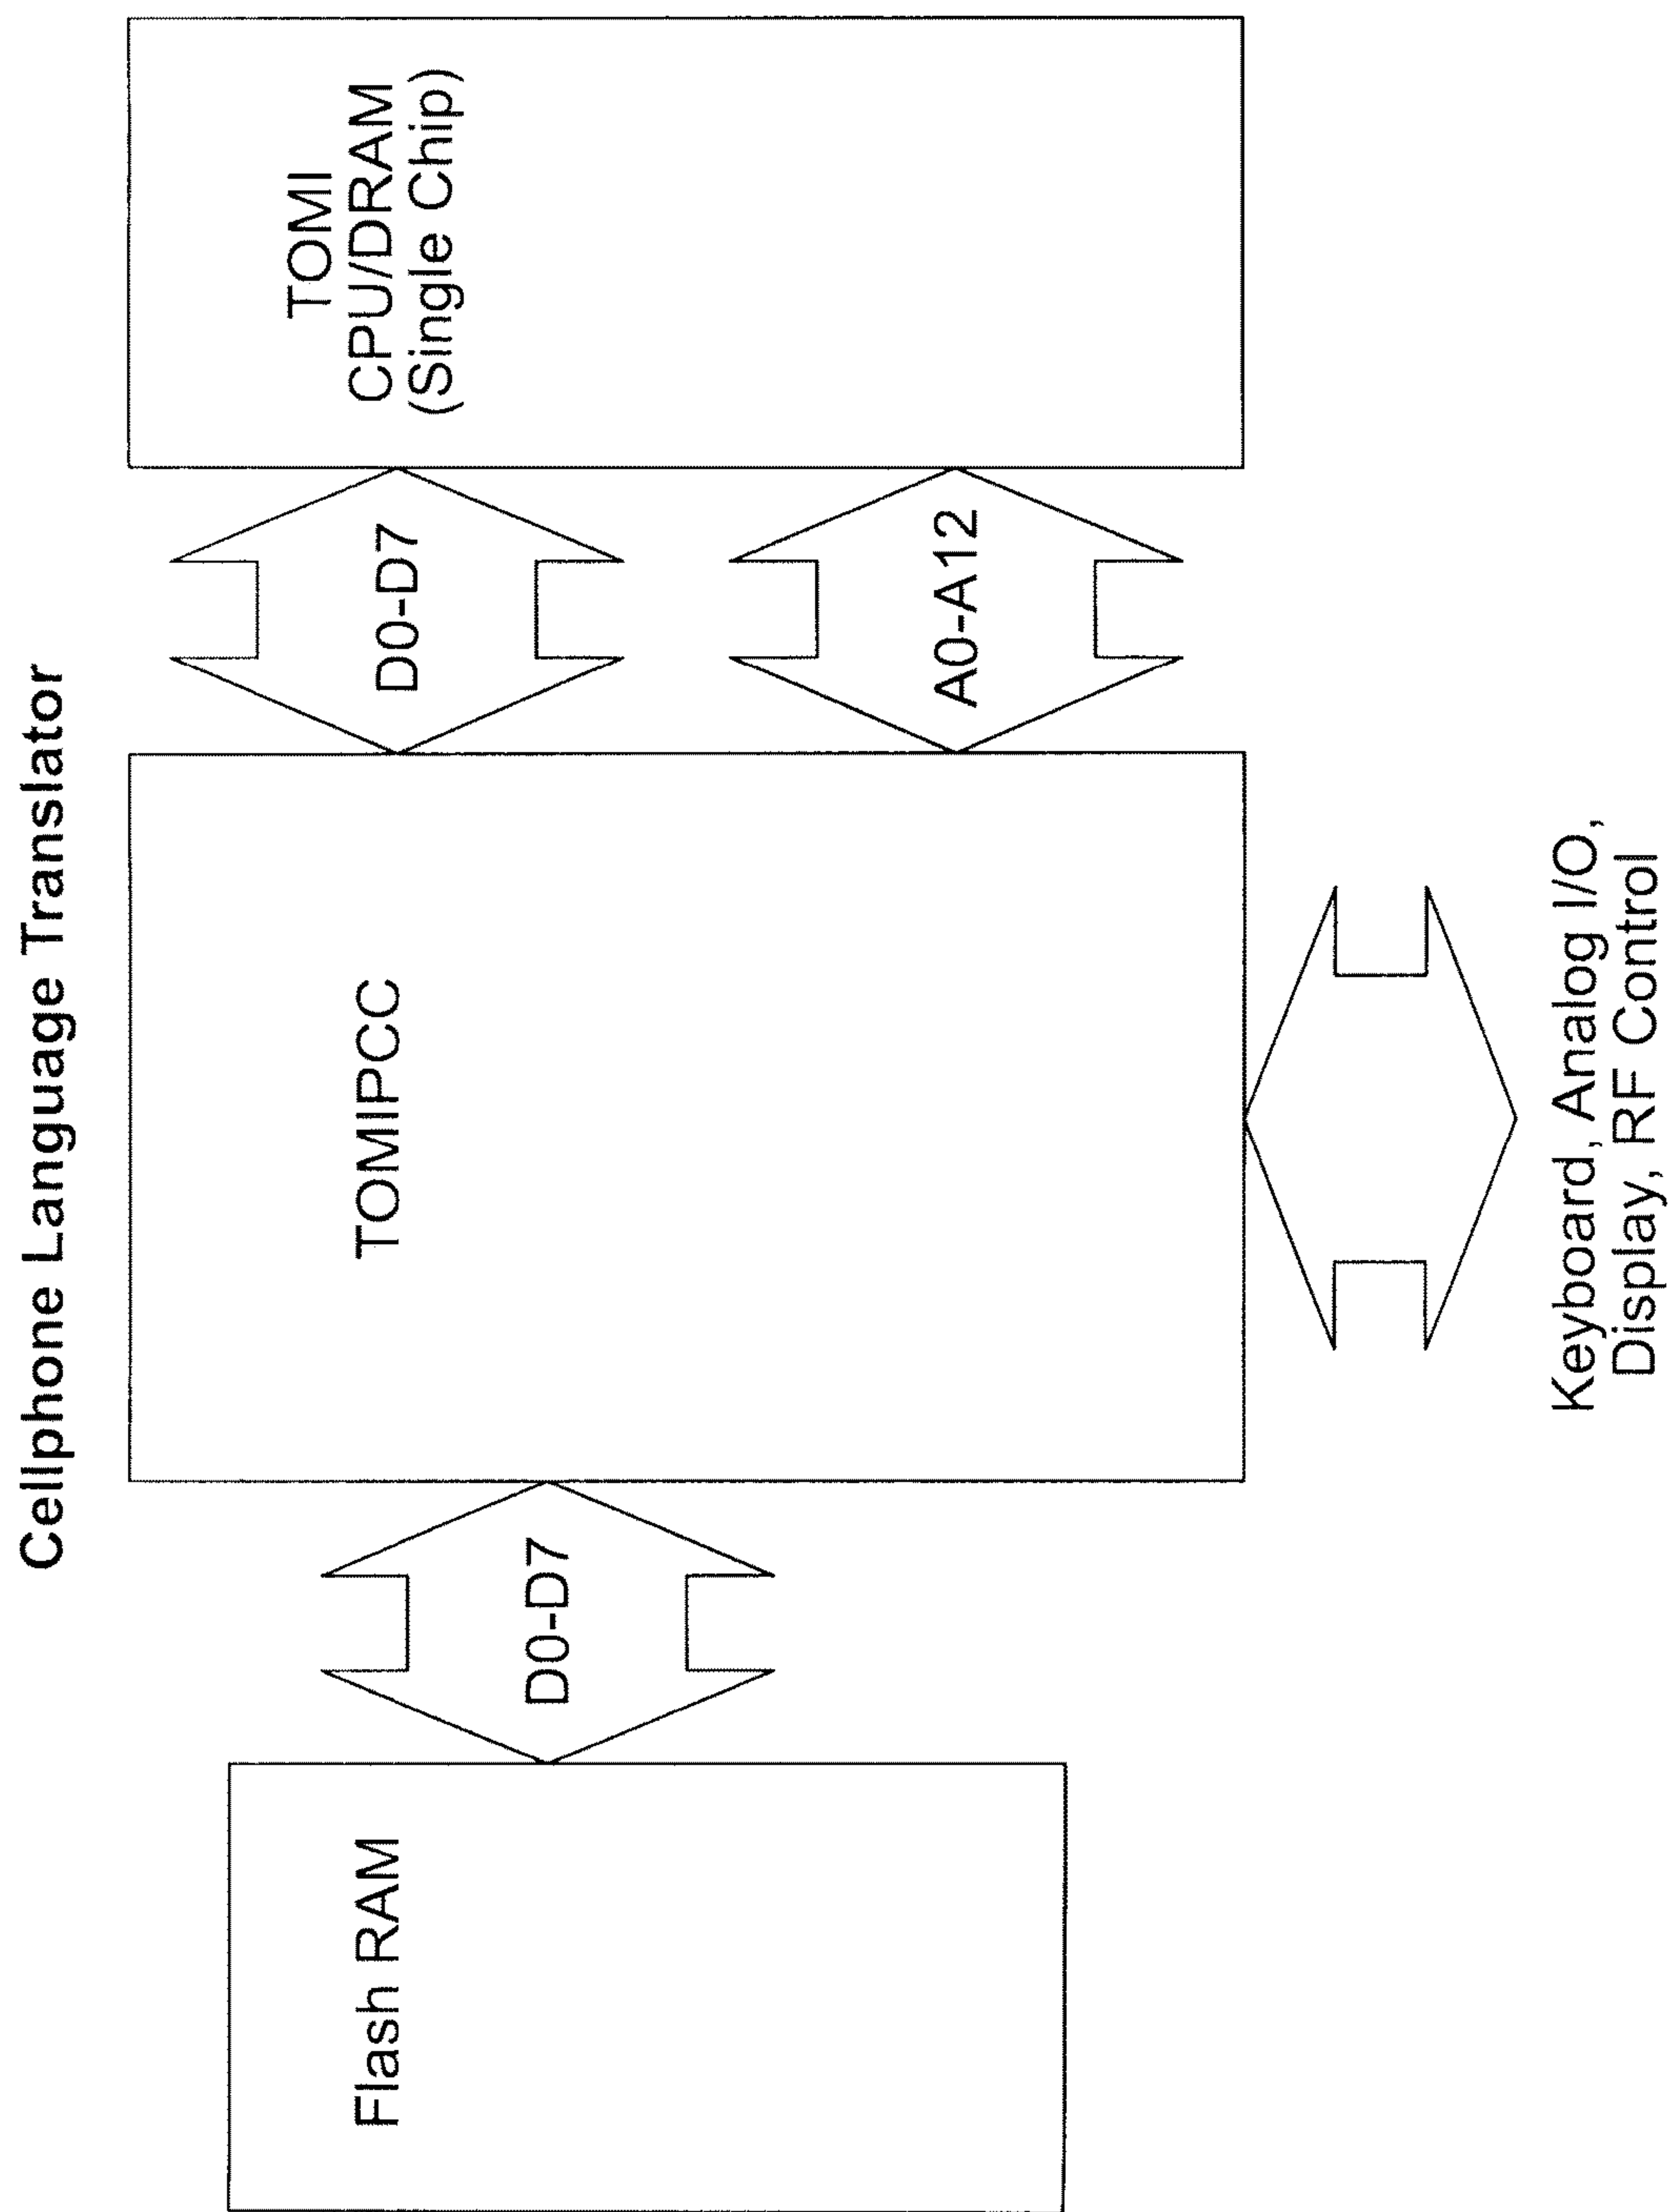 Cellphone Language Translator
Flash RAM
D0-D7
TOMIPCC
D0-D7
A0-A12
TOMI
CPU/DRAM
(Single Chip)
Keyboard, Analog I/O,
Display, RF Control